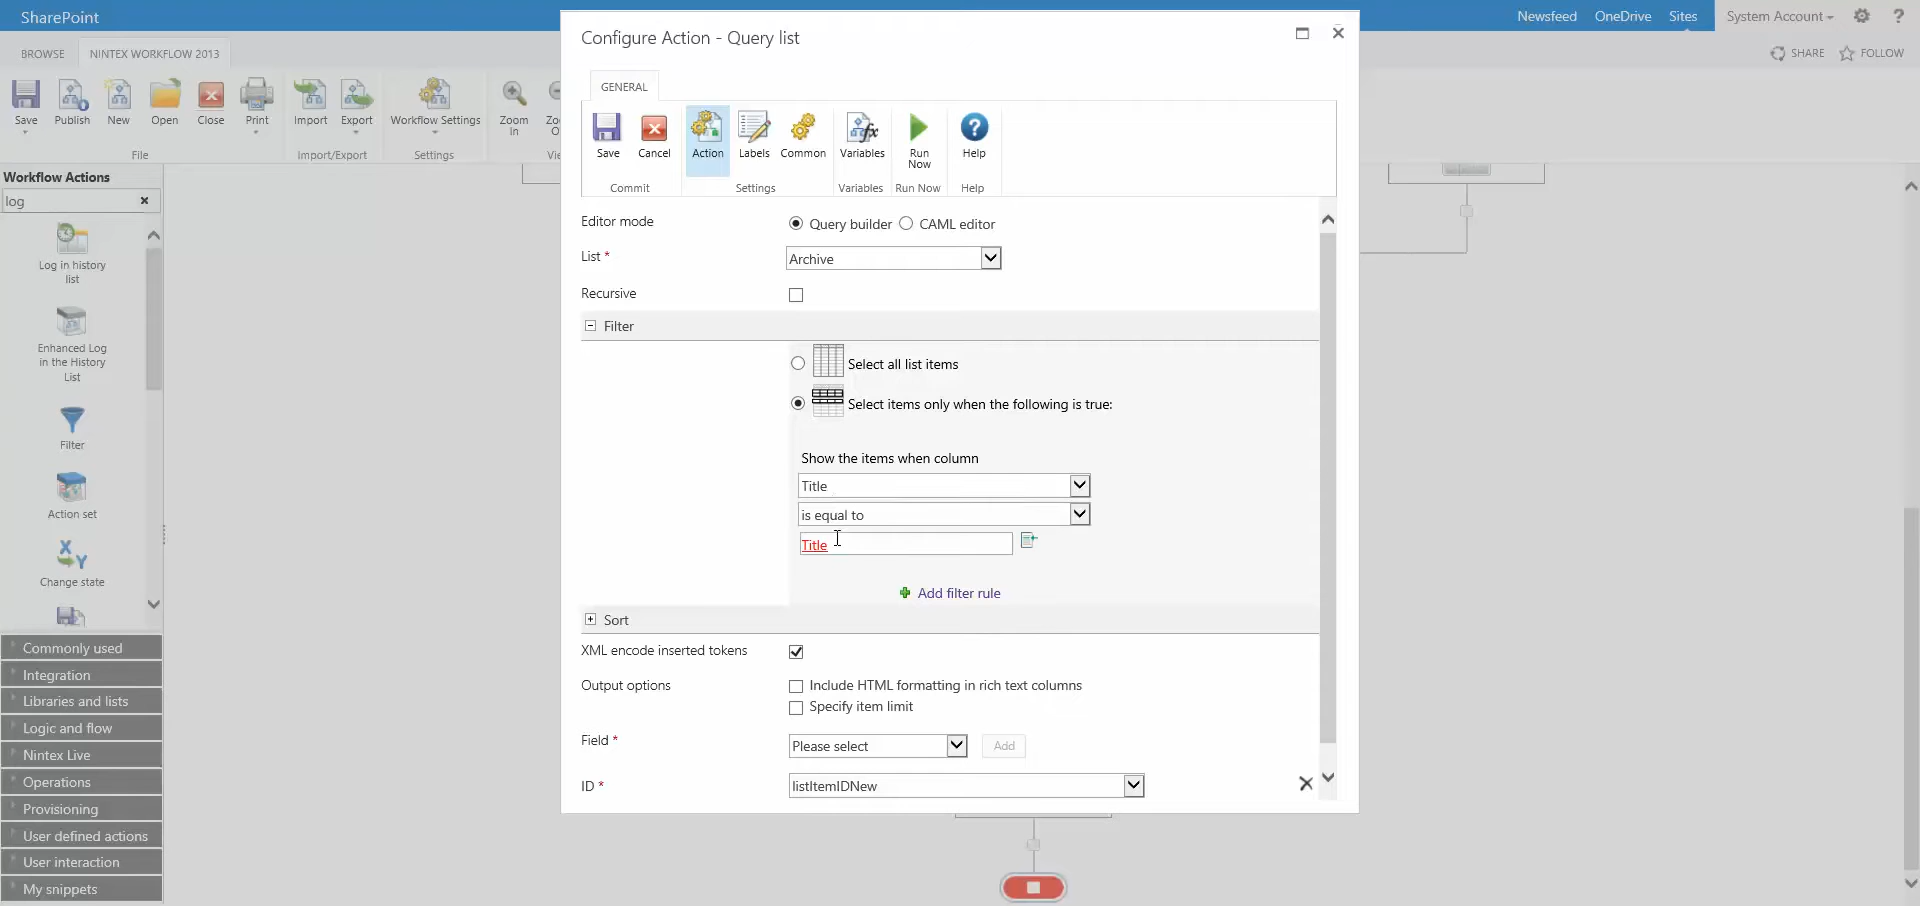 SharePoint
Newsfeed OneDrive Sites System Account ?
BROWSE NINTEX WORKFLOW 2013
SHARE FOLLOW
Save Publish New Open Close Print Import Export Workflow Settings Zoom In
File Import/Export Settings
Workflow Actions
log
Log in history list
Enhanced Log in the History List
Filter
Action set
Change state
Commonly used
Integration
Libraries and lists
Logic and flow
Nintex Live
Operations
Provisioning
User defined actions
User interaction
My snippets
Configure Action - Query list
GENERAL
Save Cancel Action Labels Common Variables Run Now Help
Commit Settings Variables Run Now Help
Editor mode Query builder CAML editor
List * Archive
Recursive
Filter
Select all list items
Select items only when the following is true:
Show the items when column
Title
is equal to
Title
Add filter rule
Sort
XML encode inserted tokens
Output options Include HTML formatting in rich text columns
Specify item limit
Field * Please select Add
ID * listItemIDNew